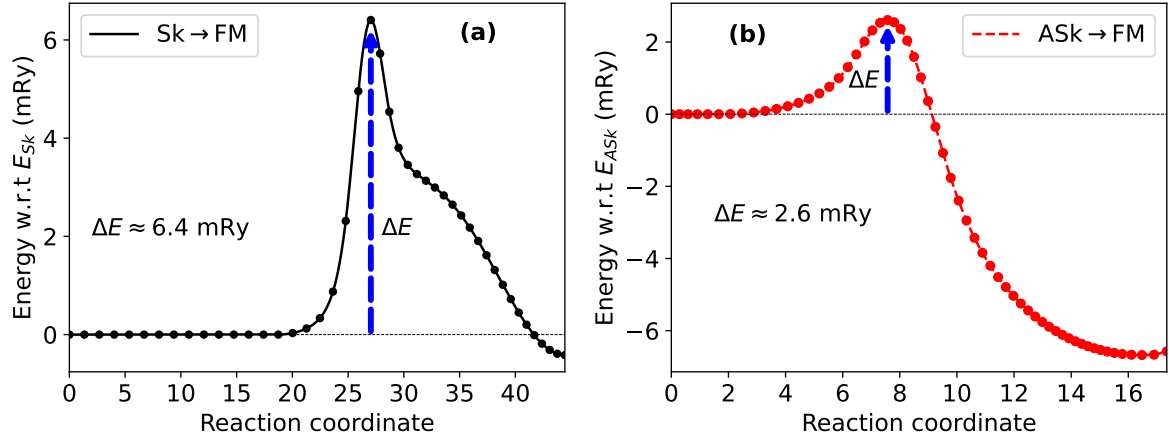 Sk → FM
(a)
Energy w.r.t E_Sk (mRy)
6
4
2
0
ΔE
ΔE ≈ 6.4 mRy
0 5 10 15 20 25 30 35 40
Reaction coordinate
(b)
ASk → FM
Energy w.r.t E_ASk (mRy)
2
0
−2
−4
−6
ΔE
ΔE ≈ 2.6 mRy
0 2 4 6 8 10 12 14 16
Reaction coordinate